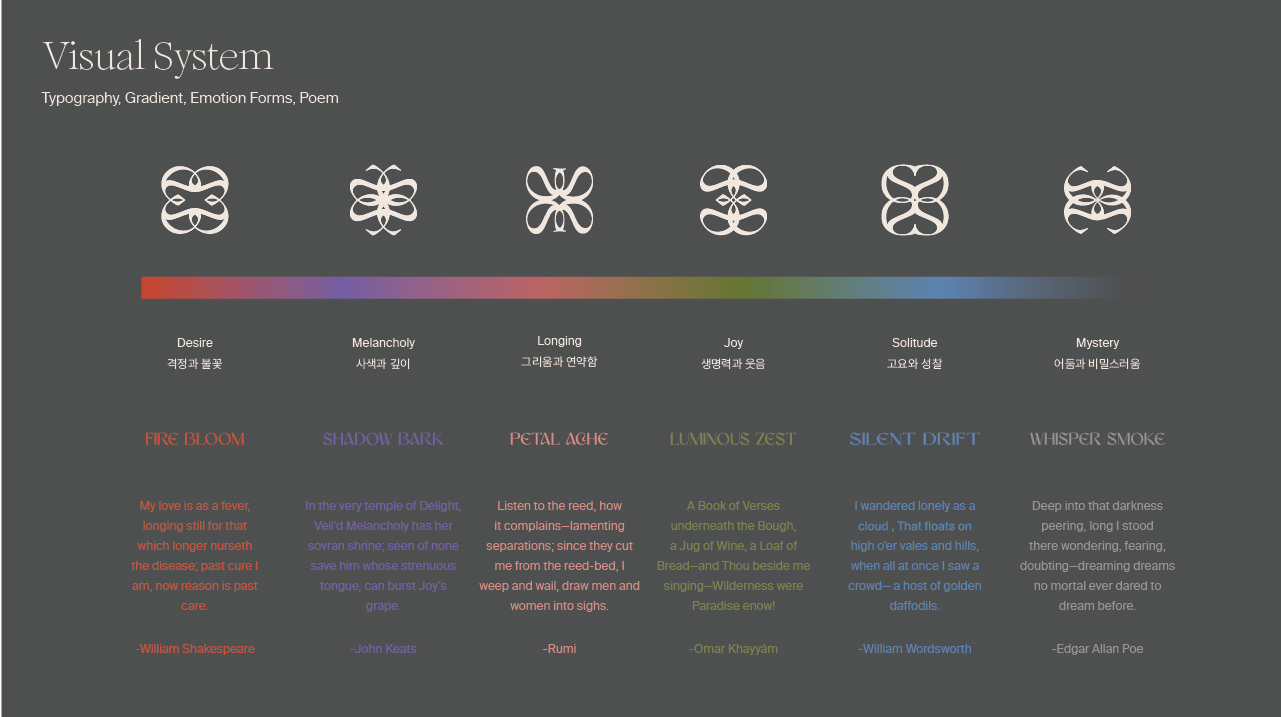 Visual System
Typography, Gradient, Emotion Forms, Poem
Desire
격정과 불꽃
Melancholy
사색과 깊이
Longing
그리움과 연약함
Joy
생명력과 웃음
Solitude
고요와 성찰
Mystery
어둠과 비밀스러움
FIRE BLOOM
SHADOW BARK
PETAL ACHE
LUMINOUS ZEST
SILENT DRIFT
WHISPER SMOKE
My love is as a fever,
longing still for that
which longer nurseth
the disease; past cure I
am, now reason is past
care.
-William Shakespeare
In the very temple of Delight,
Veil'd Melancholy has her
sovran shrine; seen of none
save him whose strenuous
tongue, can burst Joy's
grape.
-John Keats
Listen to the reed, how
it complains—lamenting
separations; since they cut
me from the reed-bed, I
weep and wail, draw men and
women into sighs.
-Rumi
A Book of Verses
underneath the Bough,
a Jug of Wine, a Loaf of
Bread—and Thou beside me
singing—Wilderness were
Paradise enow!
-Omar Khayyám
I wandered lonely as a
cloud , That floats on
high o'er vales and hills,
when all at once I saw a
crowd— a host of golden
daffodils.
-William Wordsworth
Deep into that darkness
peering, long I stood
there wondering, fearing,
doubting—dreaming dreams
no mortal ever dared to
dream before.
-Edgar Allan Poe